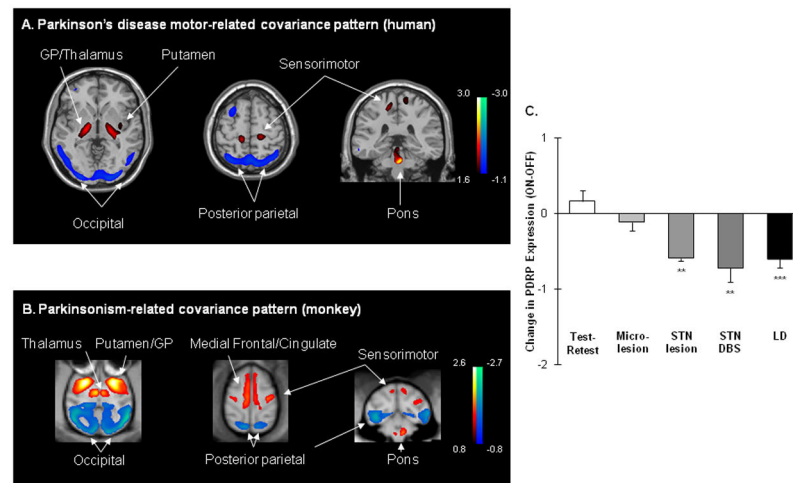 A. Parkinson's disease motor-related covariance pattern (human)
GP/Thalamus
Putamen
Sensorimotor
3.0
-3.0
1.6
-1.1
Occipital
Posterior parietal
Pons
B. Parkinsonism-related covariance pattern (monkey)
Thalamus
Putamen/GP
Medial Frontal/Cingulate
Sensorimotor
2.6
-2.7
0.8
-0.8
Occipital
Posterior parietal
Pons
C.
Change in PDRP Expression (ON-OFF)
1
0
-1
-2
**
**
***
Test-
Retest
Micro-
lesion
STN
lesion
STN
DBS
LD